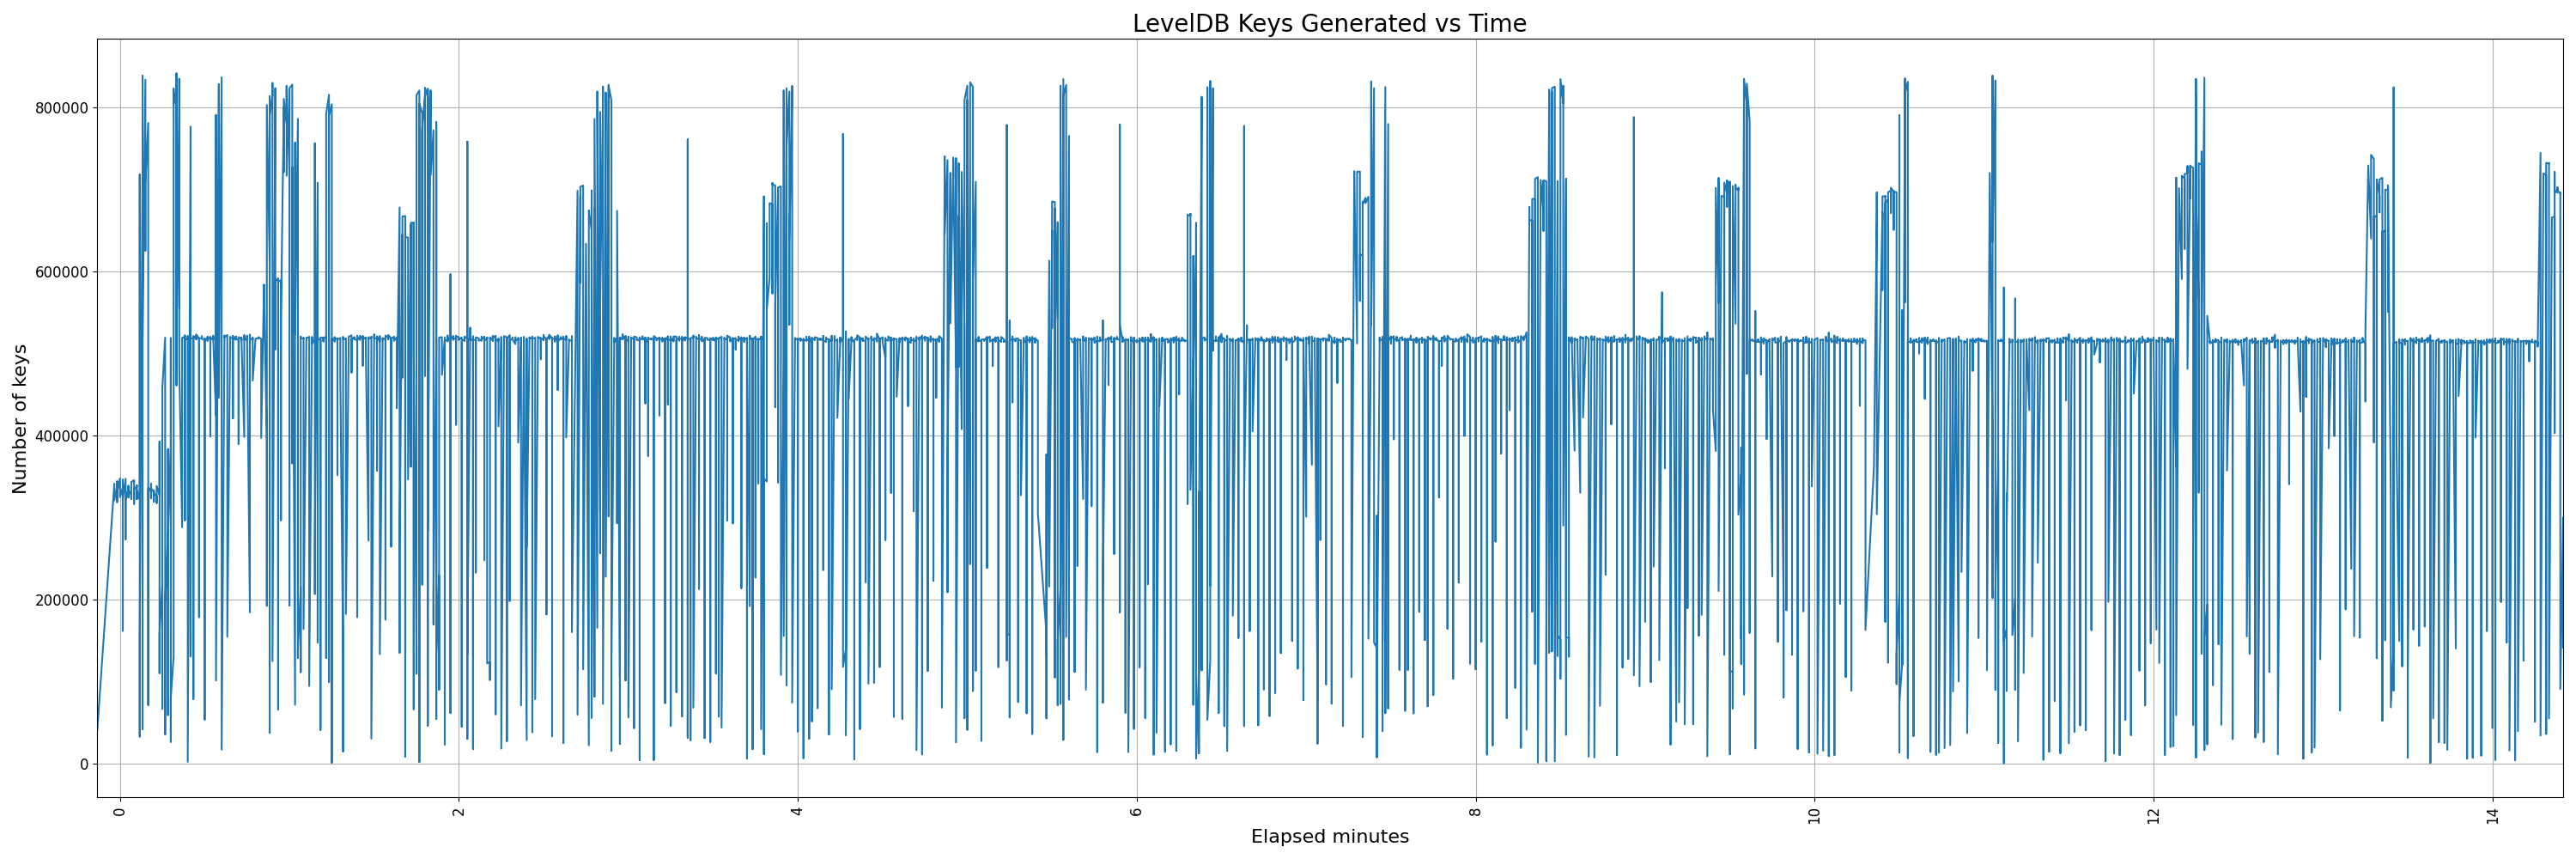 LevelDB Keys Generated vs Time
Number of keys
800000
600000
400000
200000
0
0 2 4 6 8 10 12 14
Elapsed minutes